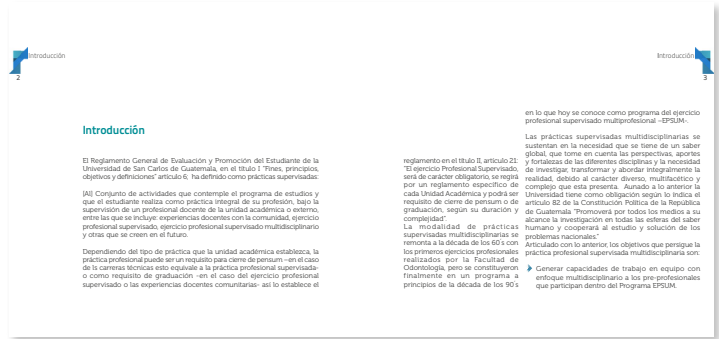 Introducción
2
Introducción
El Reglamento General de Evaluación y Promoción del Estudiante de la
Universidad de San Carlos de Guatemala, en el título I "Fines, principios,
objetivos y definiciones" artículo 6; ha definido como prácticas supervisadas:
[Al] Conjunto de actividades que contemple el programa de estudios y
que el estudiante realiza como práctica integral de su profesión, bajo la
supervisión de un profesional docente de la unidad académica o externo,
entre las que se incluye: experiencias docentes con la comunidad, ejercicio
profesional supervisado, ejercicio profesional supervisado multidisciplinario
y otras que se creen en el futuro.
Dependiendo del tipo de práctica que la unidad académica establezca, la
práctica profesional puede ser un requisito para cierre de pensum –en el caso
de ls carreras técnicas esto equivale a la práctica profesional supervisada-
o como requisito de graduación -en el caso del ejercicio profesional
supervisado o las experiencias docentes comunitarias- así lo establece el
Introducción
3
reglamento en el título II, artículo 21:
"El ejercicio Profesional Supervisado,
será de carácter obligatorio, se regirá
por un reglamento específico de
cada Unidad Académica y podrá ser
requisito de cierre de pensum o de
graduación, según su duración y
complejidad".
La modalidad de prácticas
supervisadas multidisciplinarias se
remonta a la década de los 60´s con
los primeros ejercicios profesionales
realizados por la Facultad de
Odontología, pero se constituyeron
finalmente en un programa a
principios de la década de los 90´s
en lo que hoy se conoce como programa del ejercicio
profesional supervisado multiprofesional –EPSUM-.
Las prácticas supervisadas multidisciplinarias se
sustentan en la necesidad que se tiene de un saber
global, que tome en cuenta las perspectivas, aportes
y fortalezas de las diferentes disciplinas y la necesidad
de investigar, transformar y abordar integralmente la
realidad, debido al carácter diverso, multifacético y
complejo que esta presenta. Aunado a lo anterior la
Universidad tiene como obligación según lo indica el
artículo 82 de la Constitución Política de la República
de Guatemala "Promoverá por todos los medios a su
alcance la investigación en todas las esferas del saber
humano y cooperará al estudio y solución de los
problemas nacionales."
Articulado con lo anterior, los objetivos que persigue la
práctica profesional supervisada multidisciplinaria son:
Generar capacidades de trabajo en equipo con
enfoque multidisciplinario a los pre-profesionales
que participan dentro del Programa EPSUM.